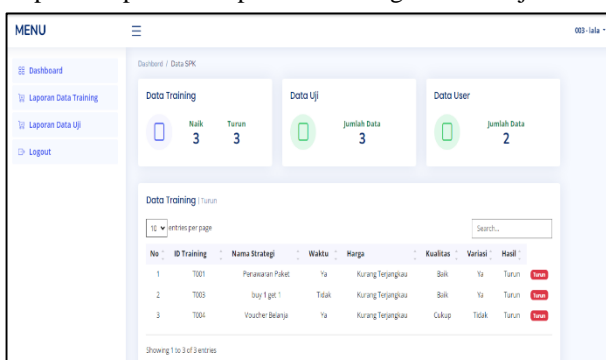 MENU
003 - lala
Dashboard
Laporan Data Training
Laporan Data Uji
Logout
Dashbord / Data SPK
Data Training
Naik Turun
3 3
Data Uji
Jumlah Data
3
Data User
Jumlah Data
2
Data Training | Turun
10 entries per page
Search...
No ID Training Nama Strategi Waktu Harga Kualitas Variasi Hasil
1 T001 Penawaran Paket Ya Kurang Terjangkau Baik Ya Turun Turun
2 T003 buy 1 get 1 Tidak Kurang Terjangkau Baik Ya Turun Turun
3 T004 Voucher Belanja Ya Kurang Terjangkau Cukup Tidak Turun Turun
Showing 1 to 3 of 3 entries